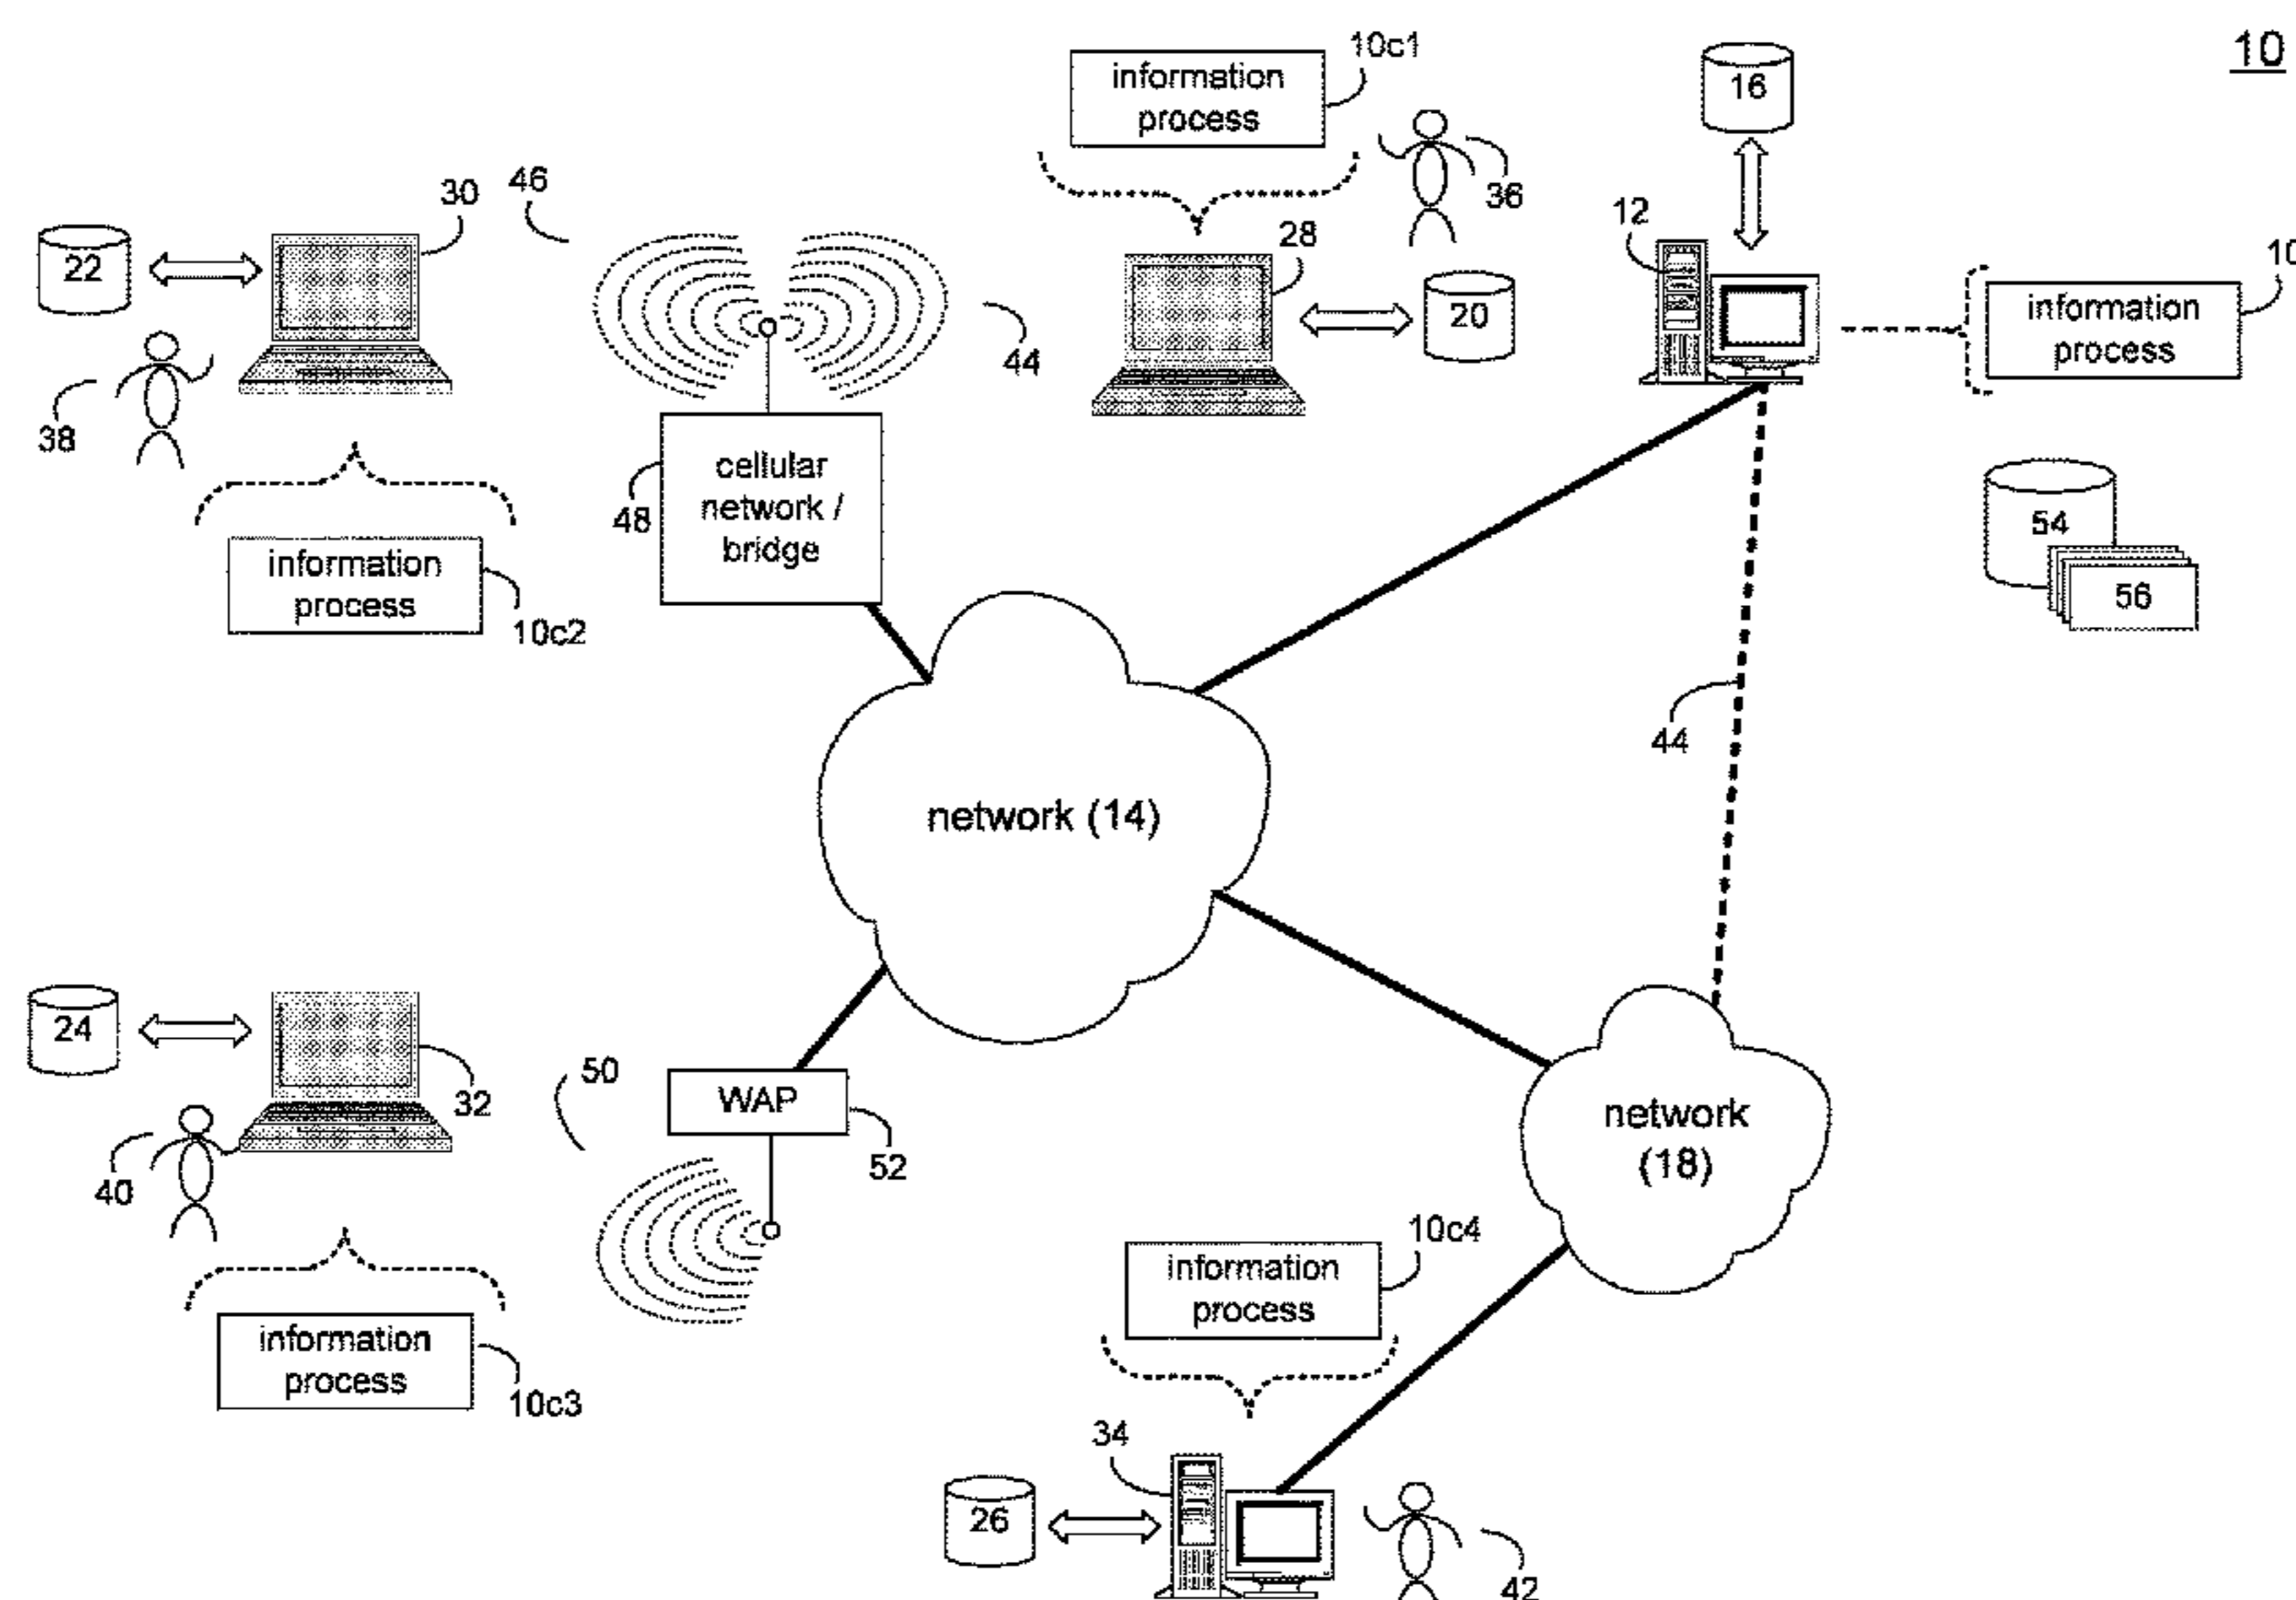 10
10c1
information
process
16
36
46
30
22
12
28
20
10
information
process
44
38
cellular
network /
bridge
48
54
56
information
process
10c2
44
network (14)
24
32
50
WAP
52
40
network
(18)
10c4
information
process
information
process
10c3
34
26
42